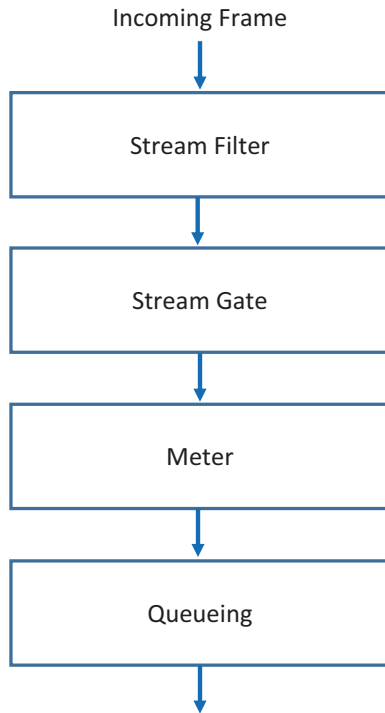 Incoming Frame
Stream Filter
Stream Gate
Meter
Queueing